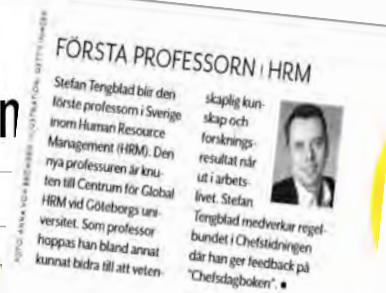 FÖRSTA PROFESSORN I HRM
Stefan Tengblad blir den
förste professorn i Sverige
inom Human Resource
Management (HRM). Den
nya professuren är knu-
ten till Centrum för Global
HRM vid Göteborgs uni-
versitet. Som professor
hoppas han bland annat
kunnat bidra till att veten-
skaplig kun-
skap och
forsknings-
resultat når
ut i arbets-
livet. Stefan
Tengblad medverkar regel-
bundet i Chefstidningen
där han ger feedback på
"Chefsdagboken". ●
FOTO: ANNA VON BRÖMSSEN ILLUSTRATION: GETTY IMAGES
n